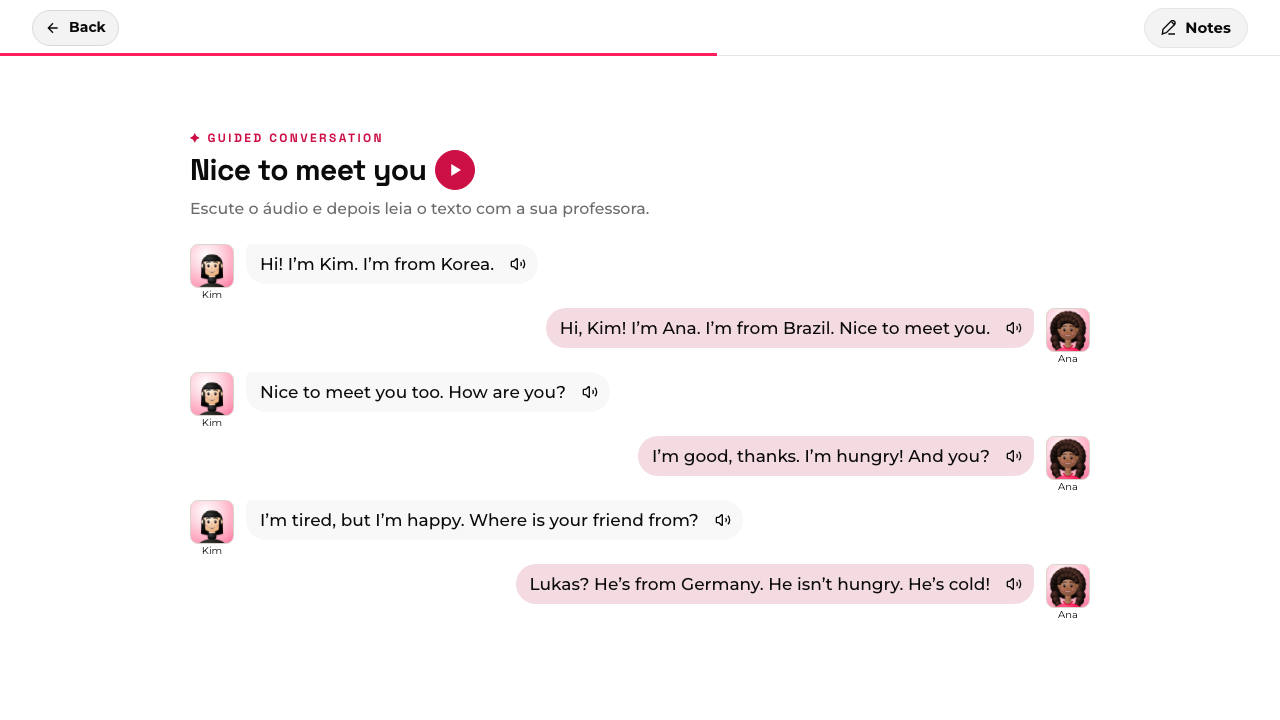 Back
Notes
GUIDED CONVERSATION
Nice to meet you
Escute o áudio e depois leia o texto com a sua professora.
Hi! I’m Kim. I’m from Korea.
Kim
Hi, Kim! I’m Ana. I’m from Brazil. Nice to meet you.
Ana
Nice to meet you too. How are you?
Kim
I’m good, thanks. I’m hungry! And you?
Ana
I’m tired, but I’m happy. Where is your friend from?
Kim
Lukas? He’s from Germany. He isn’t hungry. He’s cold!
Ana